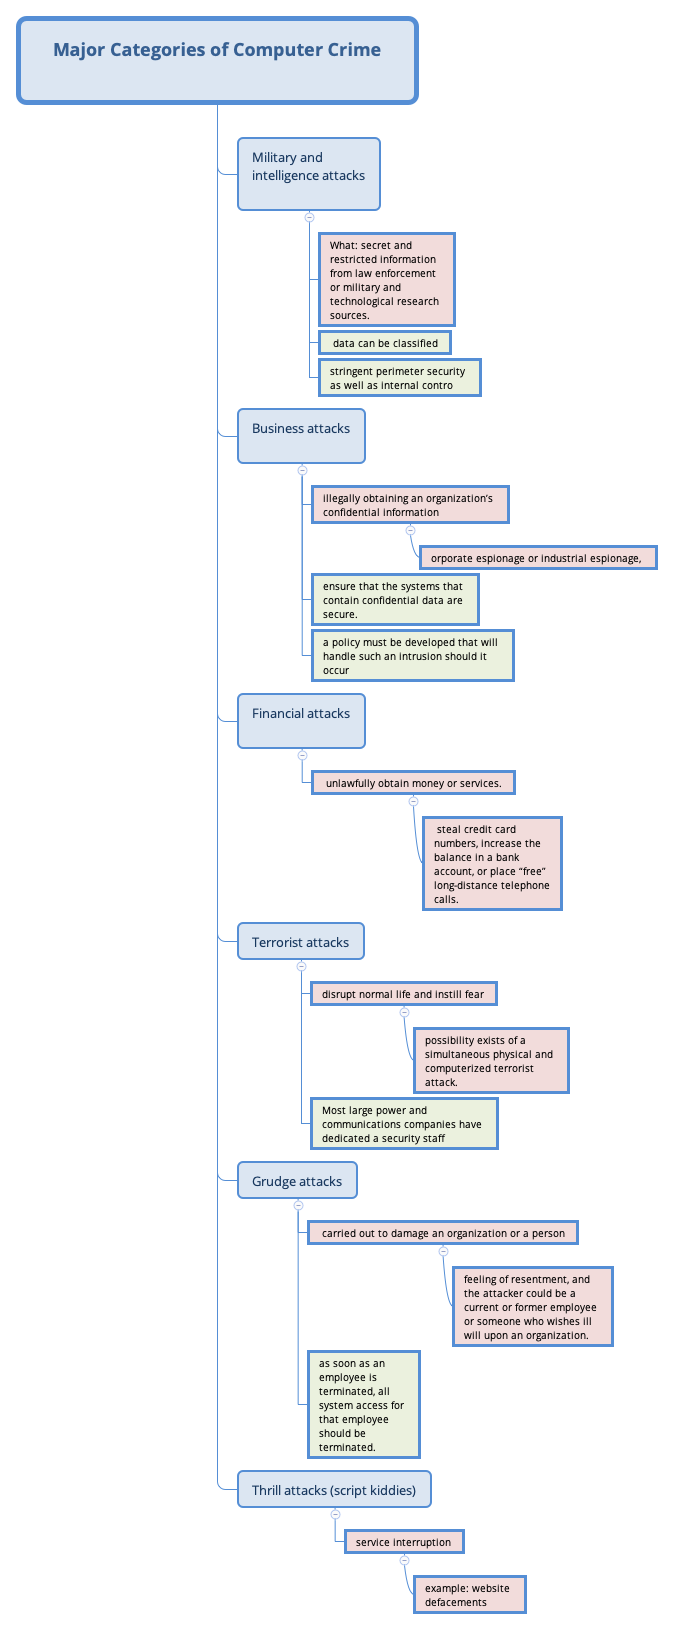 Major Categories of Computer Crime
Military and
intelligence attacks
What: secret and
restricted information
from law enforcement
or military and
technological research
sources.
data can be classified
stringent perimeter security
as well as internal contro
Business attacks
illegally obtaining an organization's
confidential information
orporate espionage or industrial espionage,
ensure that the systems that
contain confidential data are
secure.
a policy must be developed that will
handle such an intrusion should it
occur
Financial attacks
unlawfully obtain money or services.
steal credit card
numbers, increase the
balance in a bank
account, or place “free”
long-distance telephone
calls.
Terrorist attacks
disrupt normal life and instill fear
possibility exists of a
simultaneous physical and
computerized terrorist
attack.
Most large power and
communications companies have
dedicated a security staff
Grudge attacks
carried out to damage an organization or a person
feeling of resentment, and
the attacker could be a
current or former employee
or someone who wishes ill
will upon an organization.
as soon as an
employee is
terminated, all
system access for
that employee
should be
terminated.
Thrill attacks (script kiddies)
service interruption
example: website
defacements